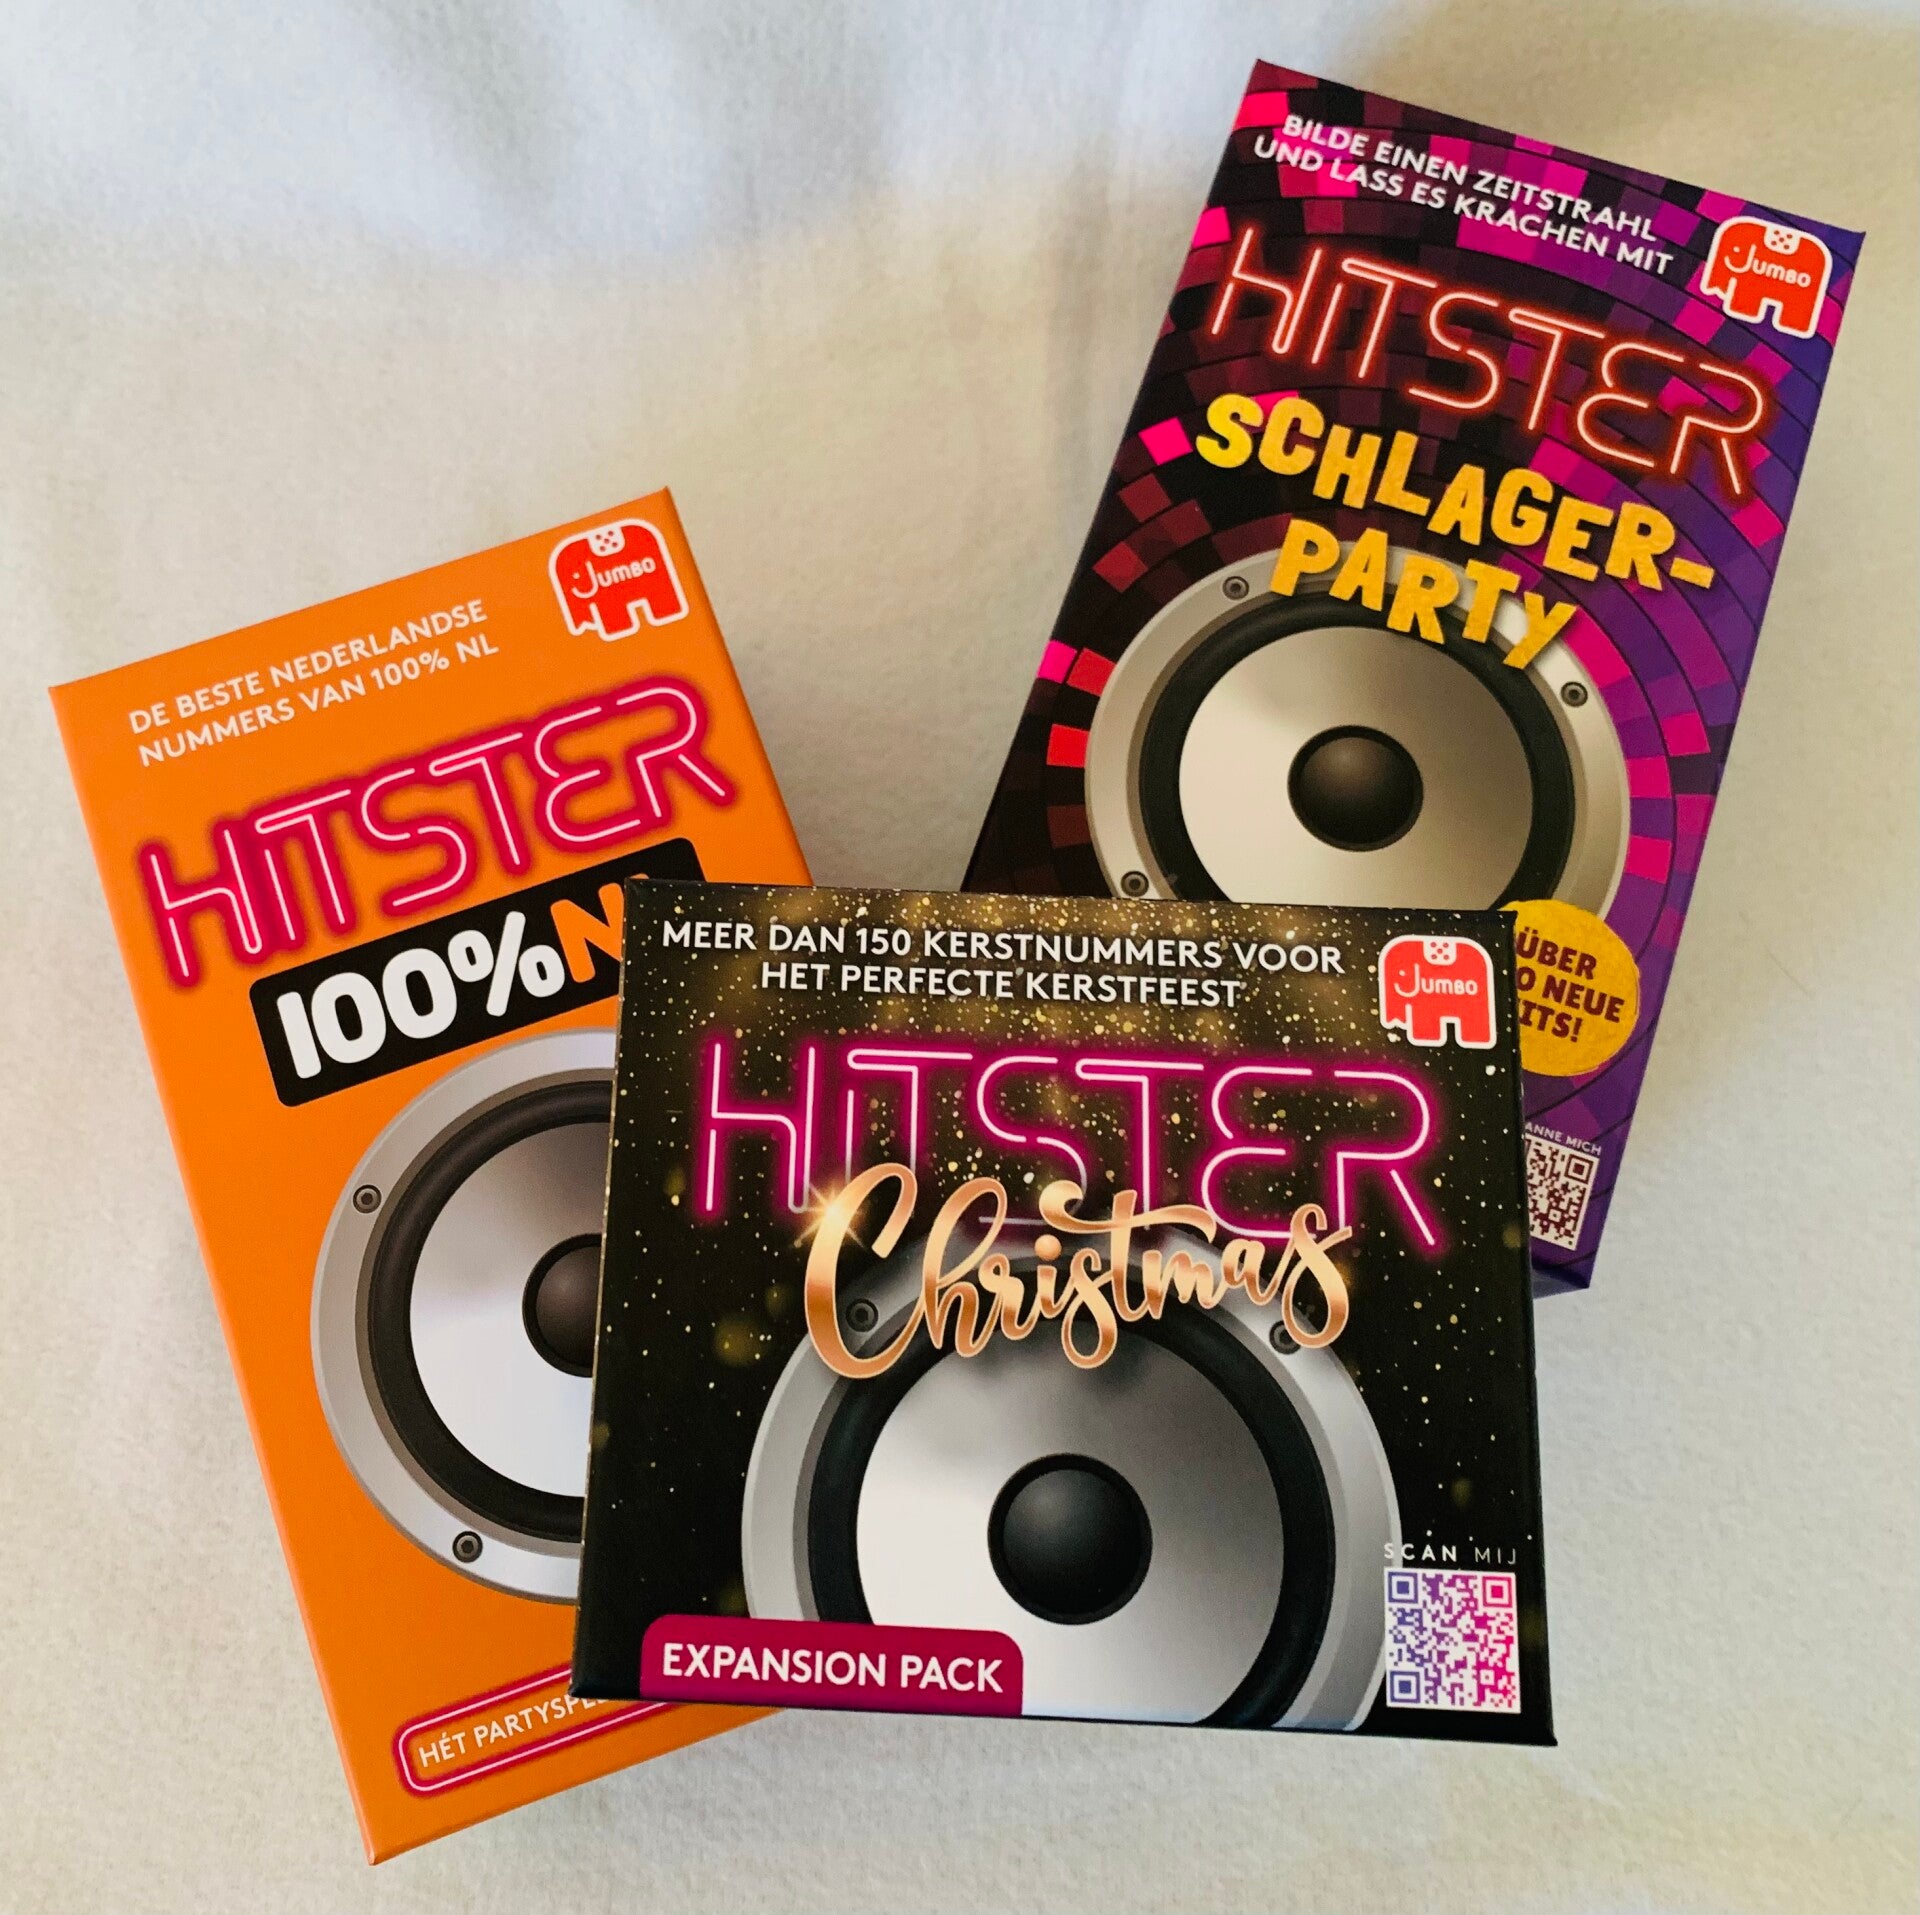 BILDE EINEN ZEITSTRAHL
UND LASS ES KRACHEN MIT
Jumbo
HITSTER
SCHLAGER-
PARTY
ÜBER
NEUE
ANNE MICH
DE BESTE NEDERLANDSE
NUMMERS VAN 100% NL
Jumbo
HITSTER
100%N
HÉT PARTYSPE
MEER DAN 150 KERSTNUMMERS VOOR
HET PERFECTE KERSTFEEST
Jumbo
HITSTER
Christmas
SCAN MIJ
EXPANSION PACK